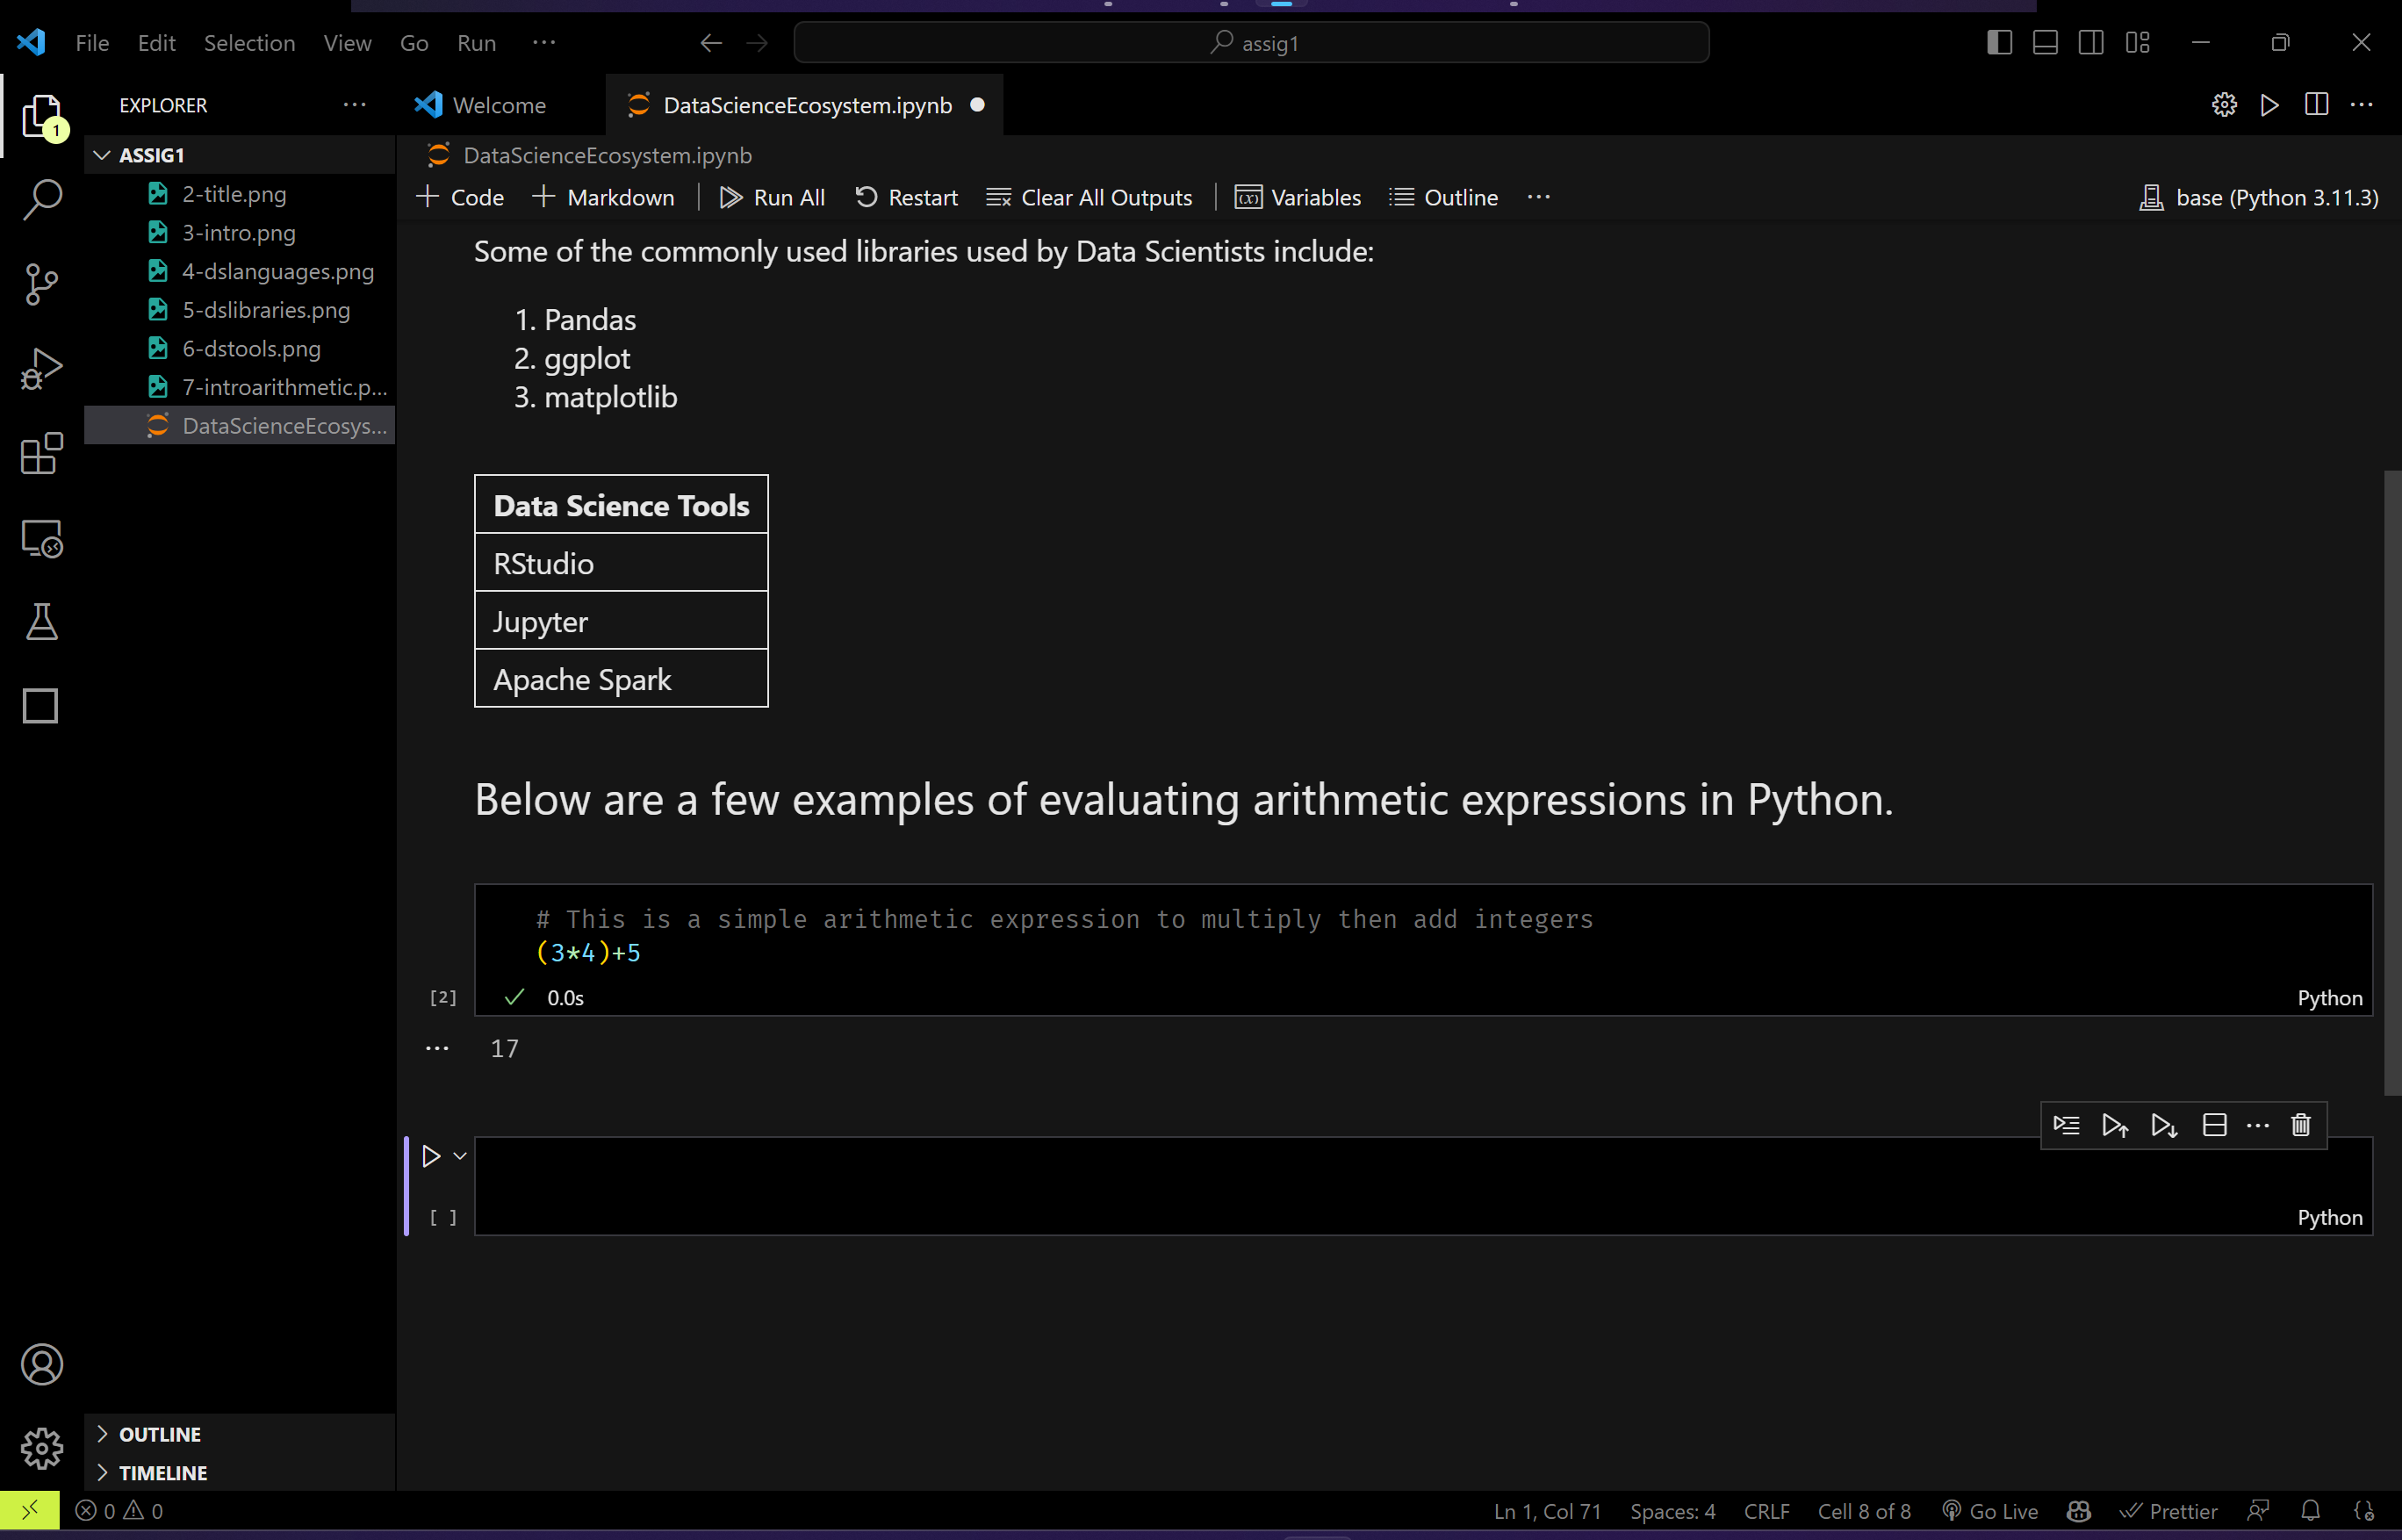 File Edit Selection View Go Run ···
assig1
EXPLORER ···
Welcome
DataScienceEcosystem.ipynb
ASSIG1
2-title.png
3-intro.png
4-dslanguages.png
5-dslibraries.png
6-dstools.png
7-introarithmetic.p...
DataScienceEcosys...
OUTLINE
TIMELINE
DataScienceEcosystem.ipynb
+ Code + Markdown Run All Restart Clear All Outputs Variables Outline ··· base (Python 3.11.3)
Some of the commonly used libraries used by Data Scientists include:
1. Pandas
2. ggplot
3. matplotlib
Data Science Tools
RStudio
Jupyter
Apache Spark
Below are a few examples of evaluating arithmetic expressions in Python.
# This is a simple arithmetic expression to multiply then add integers
(3*4)+5
[2] 0.0s Python
··· 17
[ ] Python
0 0 Ln 1, Col 71 Spaces: 4 CRLF Cell 8 of 8 Go Live Prettier
1